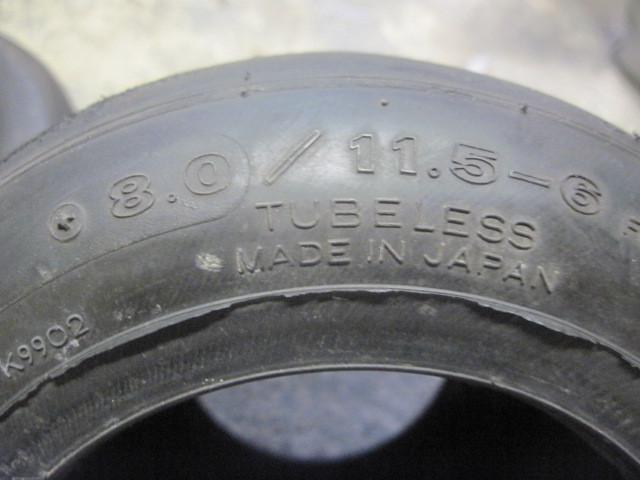 8.0/11.5-6
TUBELESS
MADE IN JAPAN
K9902